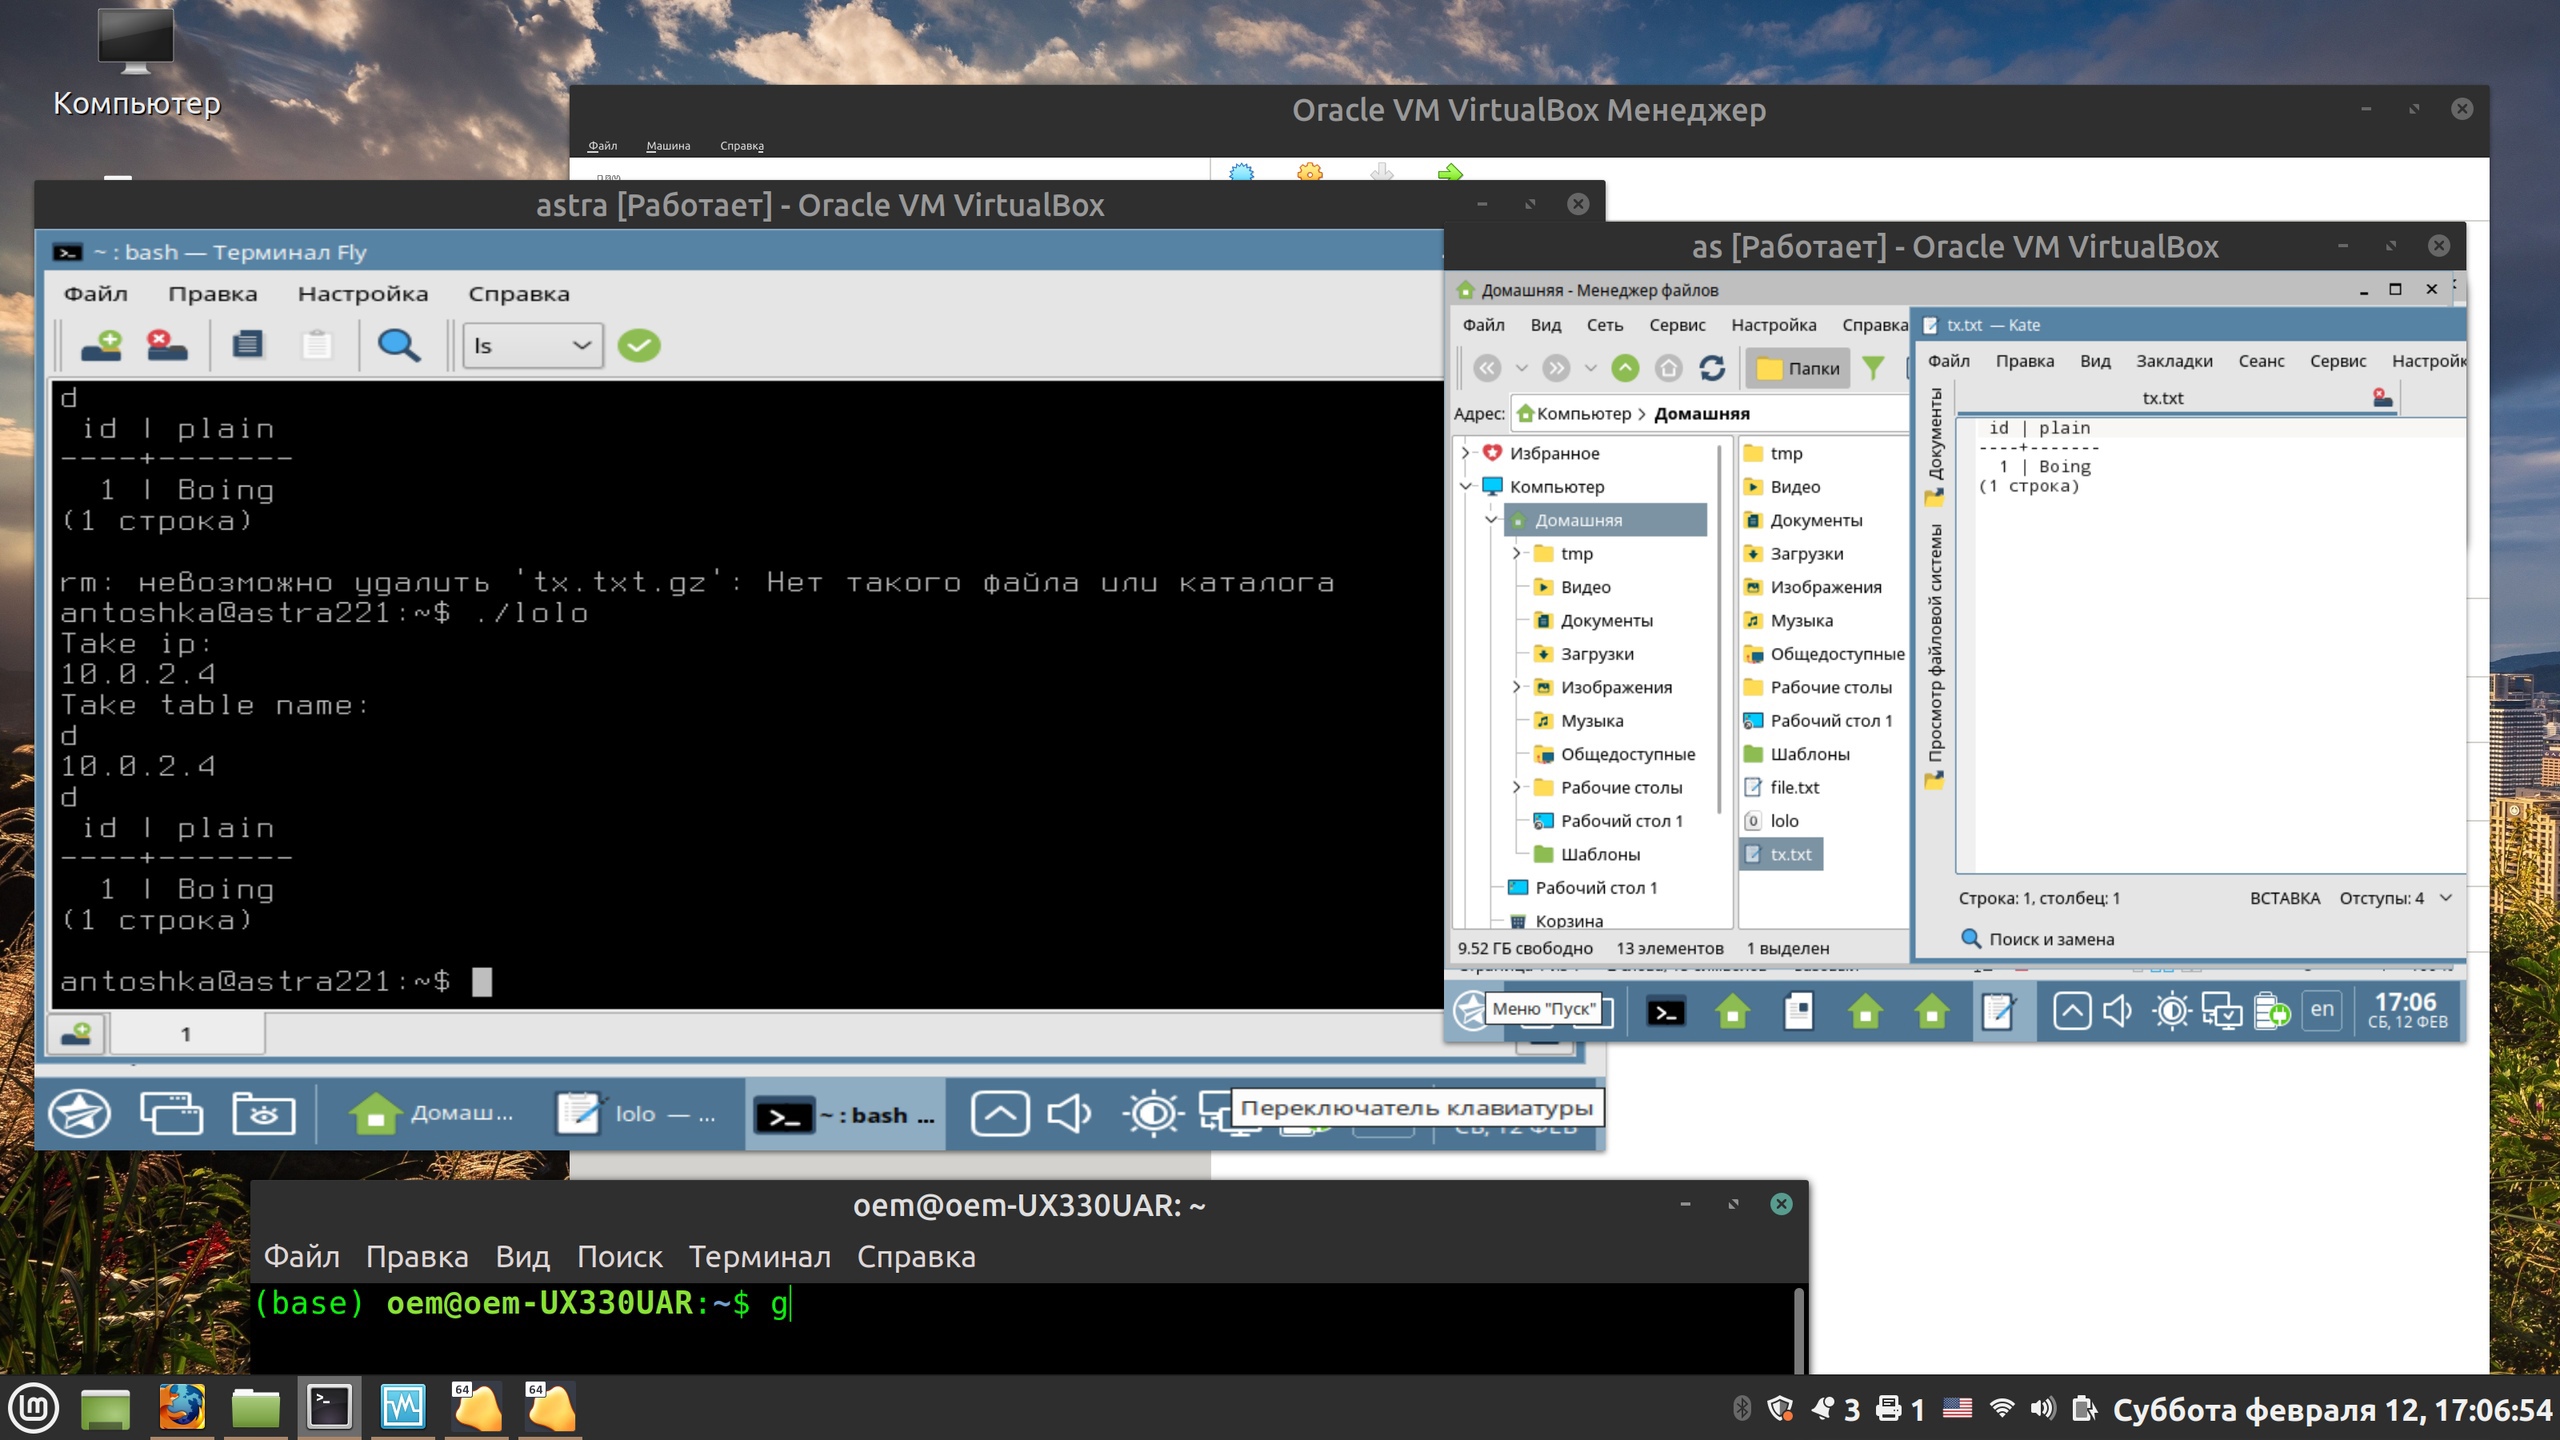 Компьютер
Oracle VM VirtualBox Менеджер
Файл Машина Справка
astra [Работает] - Oracle VM VirtualBox
~ : bash — Терминал Fly
Файл Правка Настройка Справка
ls
d
id | plain
----+-------
1 | Boing
(1 строка)
rm: невозможно удалить 'tx.txt.gz': Нет такого файла или каталога
antoshka@astra221:~$ ./lolo
Take ip:
10.0.2.4
Take table name:
d
10.0.2.4
d
id | plain
----+-------
1 | Boing
(1 строка)
antoshka@astra221:~$
1
Домаш...
lolo — ...
~ : bash ...
Переключатель клавиатуры
СБ, 12 ФЕВ
as [Работает] - Oracle VM VirtualBox
Домашняя - Менеджер файлов
Файл Вид Сеть Сервис Настройка Справка
Папки
Адрес: Компьютер > Домашняя
Избранное
Компьютер
Домашняя
tmp
Видео
Документы
Загрузки
Изображения
Музыка
Общедоступные
Рабочие столы
Рабочий стол 1
Шаблоны
Рабочий стол 1
Корзина
tmp
Видео
Документы
Загрузки
Изображения
Музыка
Общедоступные
Рабочие столы
Рабочий стол 1
Шаблоны
file.txt
lolo
tx.txt
9.52 ГБ свободно 13 элементов 1 выделен
tx.txt — Kate
Файл Правка Вид Закладки Сеанс Сервис Настройк
Документы
Просмотр файловой системы
tx.txt
id | plain
----+-------
1 | Boing
(1 строка)
Строка: 1, столбец: 1 ВСТАВКА Отступы: 4
Поиск и замена
Меню "Пуск"
en
17:06
СБ, 12 ФЕВ
oem@oem-UX330UAR: ~
Файл Правка Вид Поиск Терминал Справка
(base) oem@oem-UX330UAR:~$ g
64
64
3
1
Суббота февраля 12, 17:06:54